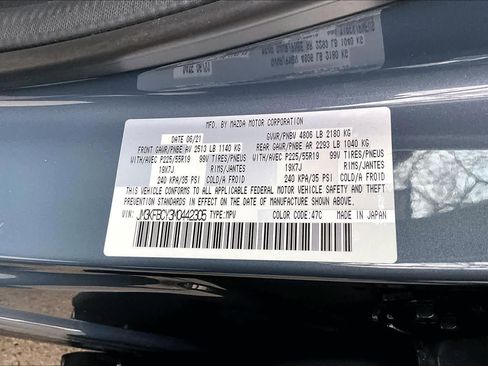 MFD. BY MAZDA MOTOR CORPORATION
DATE 06/21 GVWR/PNBV 4806 LB 2180 KG
FRONT GAWR/PNBE AV 2513 LB 1140 KG REAR GAWR/PNBE AR 2293 LB 1040 KG
WITH/AVEC P225/55R19 99V TIRES/PNEUS WITH/AVEC P225/55R19 99V TIRES/PNEUS
19X7J RIMS/JANTES 19X7J RIMS/JANTES
240 KPA/35 PSI COLD/A FROID 240 KPA/35 PSI COLD/A FROID
THIS VEHICLE CONFORMS TO ALL APPLICABLE FEDERAL MOTOR VEHICLE SAFETY AND THEFT
PREVENTION STANDARDS IN EFFECT ON THE DATE OF MANUFACTURE SHOWN ABOVE.
VIN: JM3KFBCY3M0442305 TYPE:MPV COLOR CODE:47C MADE IN JAPAN